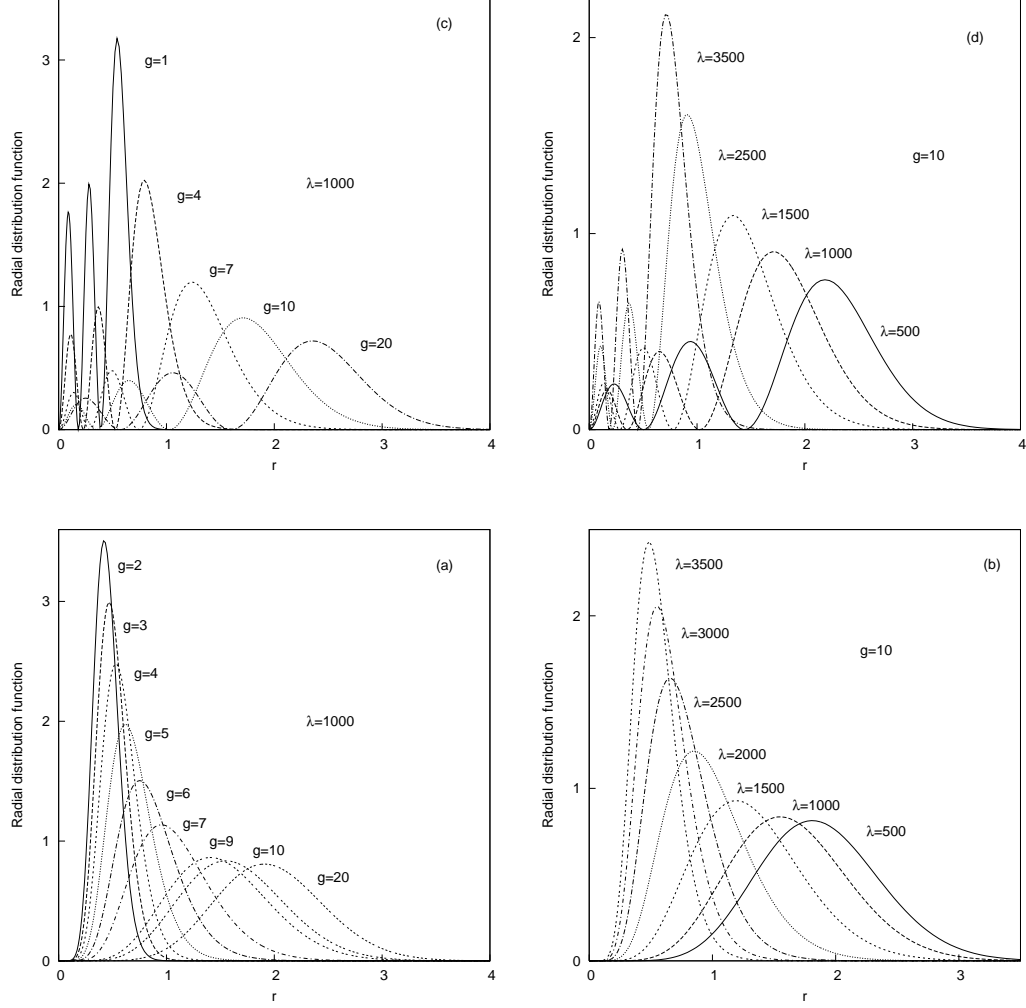 (c)
3
2
1
0
Radial distribution function
g=1
g=4
g=7
g=10
g=20
λ=1000
0 1 2 3 4
r
(d)
2
1
0
Radial distribution function
λ=3500
λ=2500
λ=1500
λ=1000
λ=500
g=10
0 1 2 3 4
r
(a)
3
2
1
0
Radial distribution function
g=2
g=3
g=4
g=5
g=6
g=7
g=9
g=10
g=20
λ=1000
0 1 2 3 4
r
(b)
2
1
0
Radial distribution function
λ=3500
λ=3000
λ=2500
λ=2000
λ=1500
λ=1000
λ=500
g=10
0 1 2 3
r